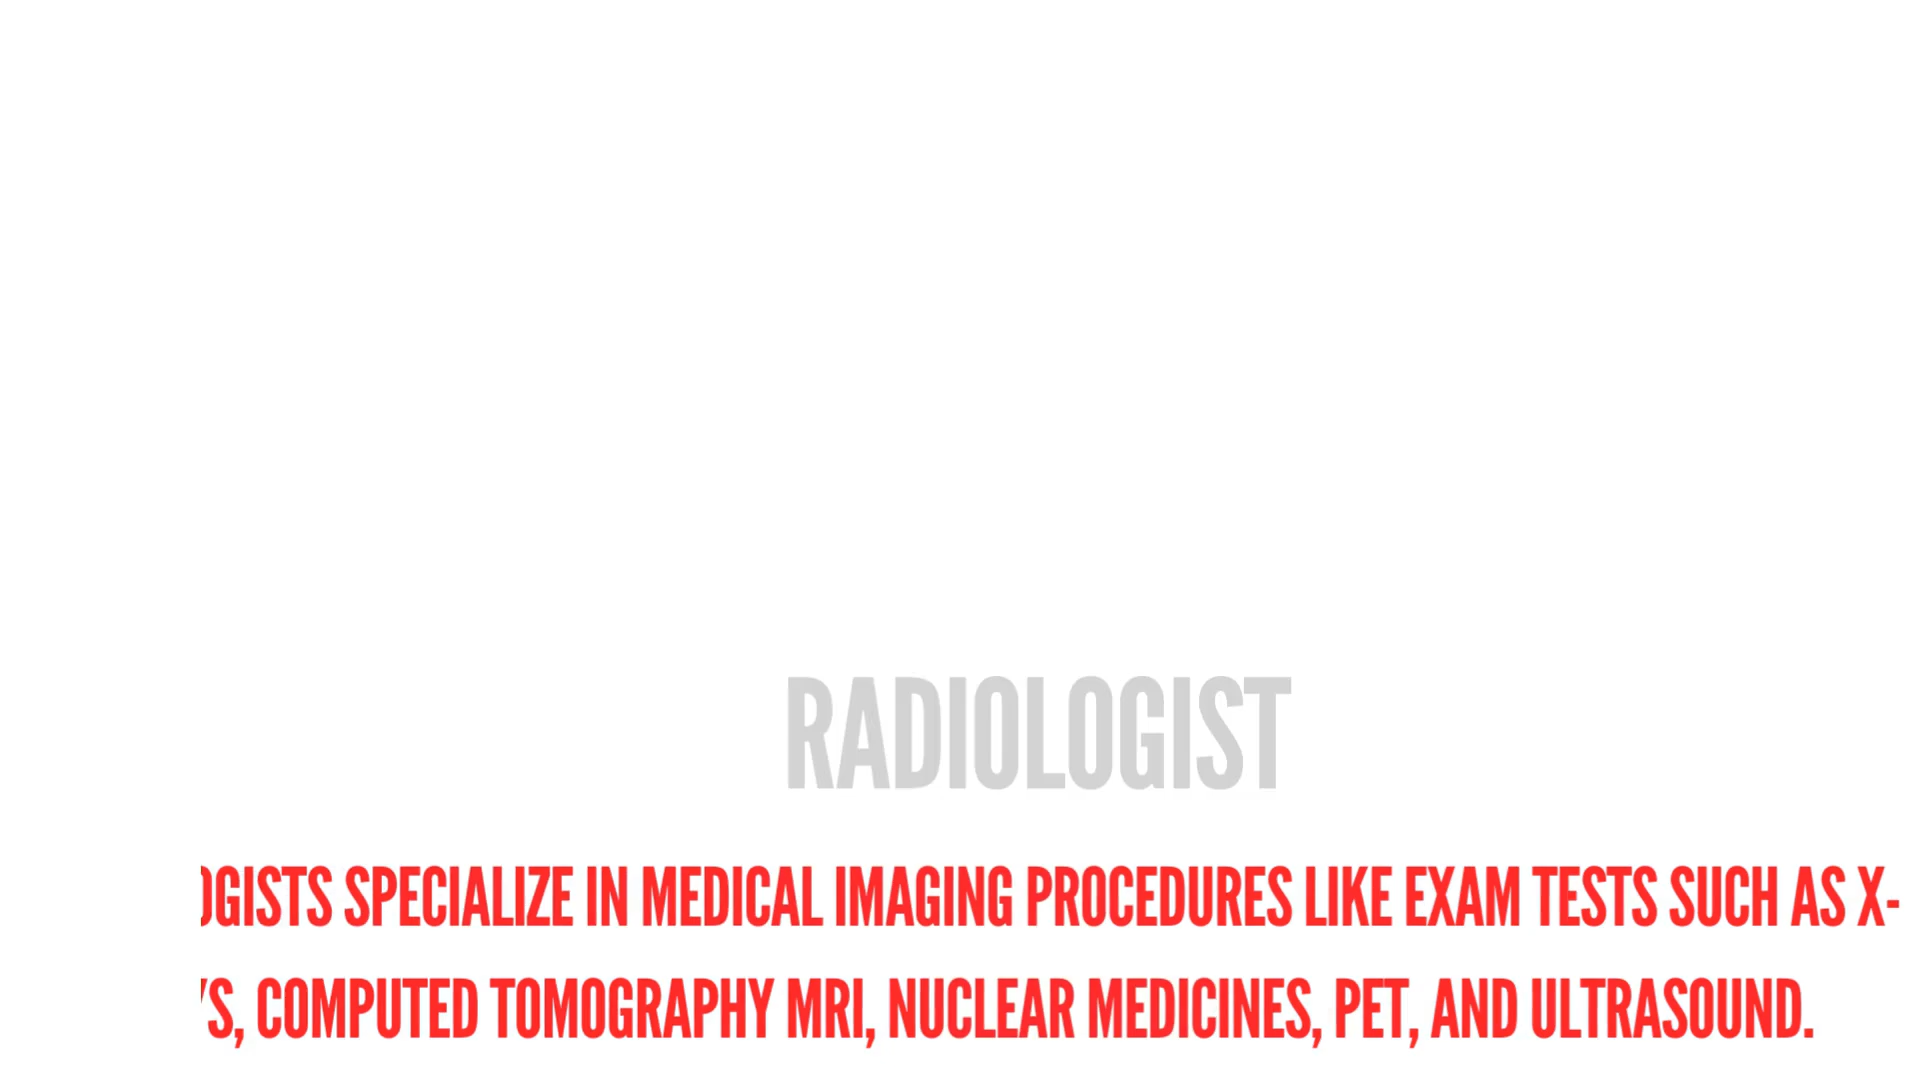 RADIOLOGIST
OGISTS SPECIALIZE IN MEDICAL IMAGING PROCEDURES LIKE EXAM TESTS SUCH AS X-
YS, COMPUTED TOMOGRAPHY MRI, NUCLEAR MEDICINES, PET, AND ULTRASOUND.